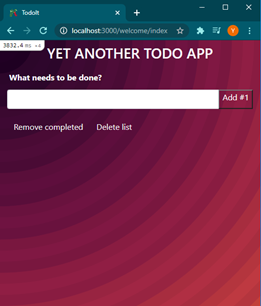 TodoIt
localhost:3000/welcome/index
Y
3832.4 ms ×4
YET ANOTHER TODO APP
What needs to be done?
Add #1
Remove completed
Delete list